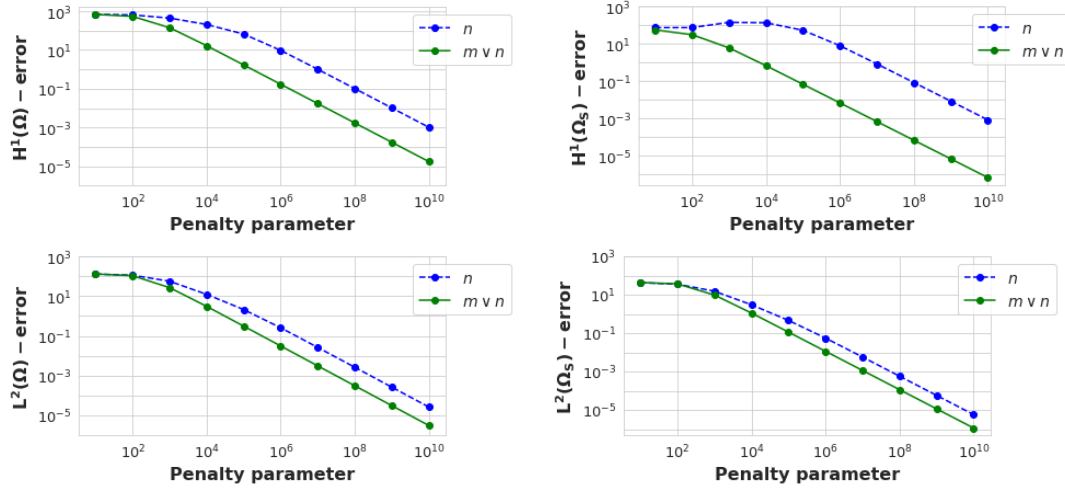 10³
10¹
10⁻¹
10⁻³
10⁻⁵
H¹(Ω) − error
10² 10⁴ 10⁶ 10⁸ 10¹⁰
Penalty parameter
n
m ∨ n
10³
10¹
10⁻¹
10⁻³
10⁻⁵
H¹(Ω_S) − error
10² 10⁴ 10⁶ 10⁸ 10¹⁰
Penalty parameter
n
m ∨ n
10³
10¹
10⁻¹
10⁻³
10⁻⁵
L²(Ω) − error
10² 10⁴ 10⁶ 10⁸ 10¹⁰
Penalty parameter
n
m ∨ n
10³
10¹
10⁻¹
10⁻³
10⁻⁵
L²(Ω_S) − error
10² 10⁴ 10⁶ 10⁸ 10¹⁰
Penalty parameter
n
m ∨ n